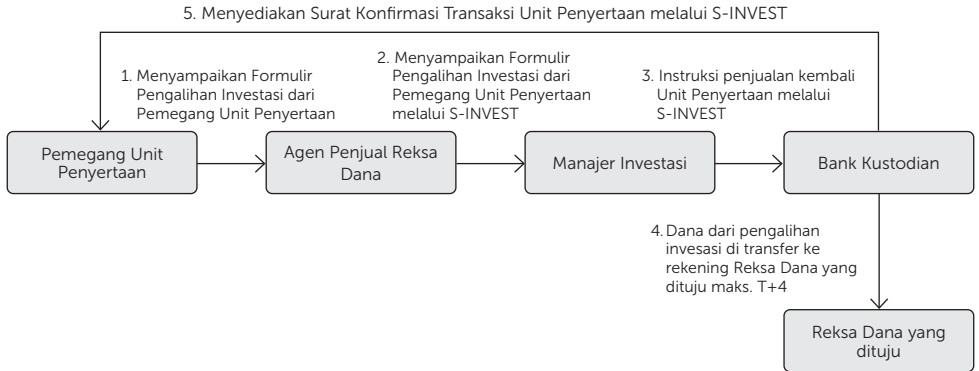 5. Menyediakan Surat Konfirmasi Transaksi Unit Penyertaan melalui S-INVEST
1. Menyampaikan Formulir
Pengalihan Investasi dari
Pemegang Unit Penyertaan
2. Menyampaikan Formulir
Pengalihan Investasi dari
Pemegang Unit Penyertaan
melalui S-INVEST
3. Instruksi penjualan kembali
Unit Penyertaan melalui
S-INVEST
Pemegang Unit
Penyertaan
Agen Penjual Reksa
Dana
Manajer Investasi
Bank Kustodian
4. Dana dari pengalihan
invesasi di transfer ke
rekening Reksa Dana yang
dituju maks. T+4
Reksa Dana yang
dituju